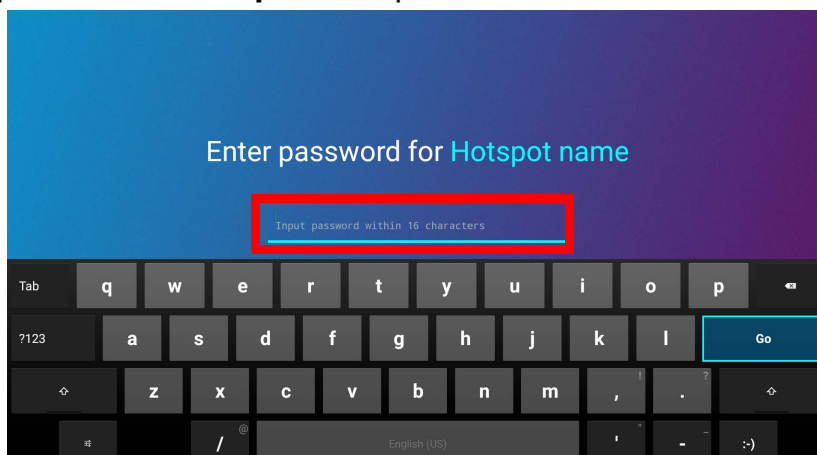 Enter password for Hotspot name
Input password within 16 characters
Tab q w e r t y u i o p
?123 a s d f g h j k l Go
z x c v b n m , ! . ?
/ @ English (US) ' " - _ :-)